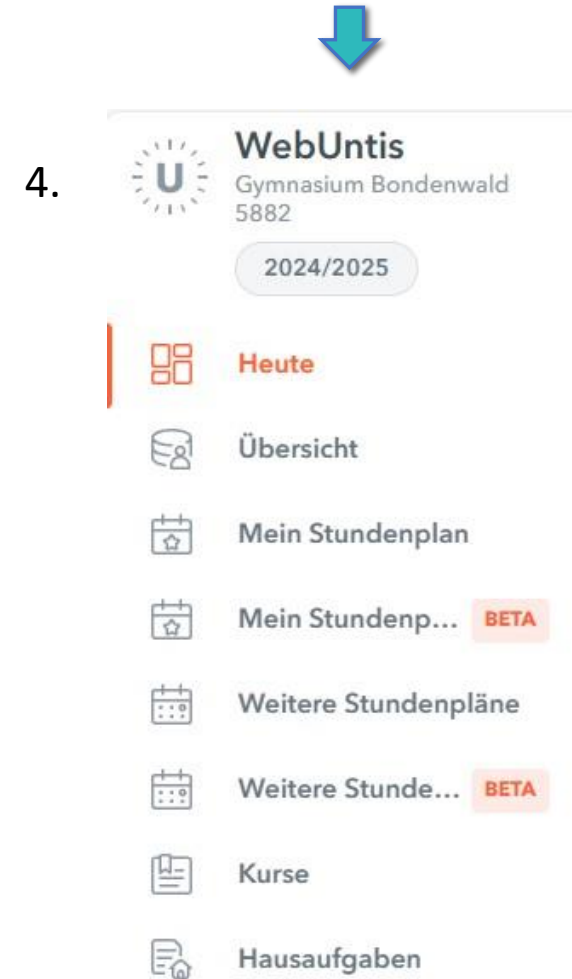 4.
U
WebUntis
Gymnasium Bondenwald
5882
2024/2025
Heute
Übersicht
Mein Stundenplan
Mein Stundenp... BETA
Weitere Stundenpläne
Weitere Stunde... BETA
Kurse
Hausaufgaben